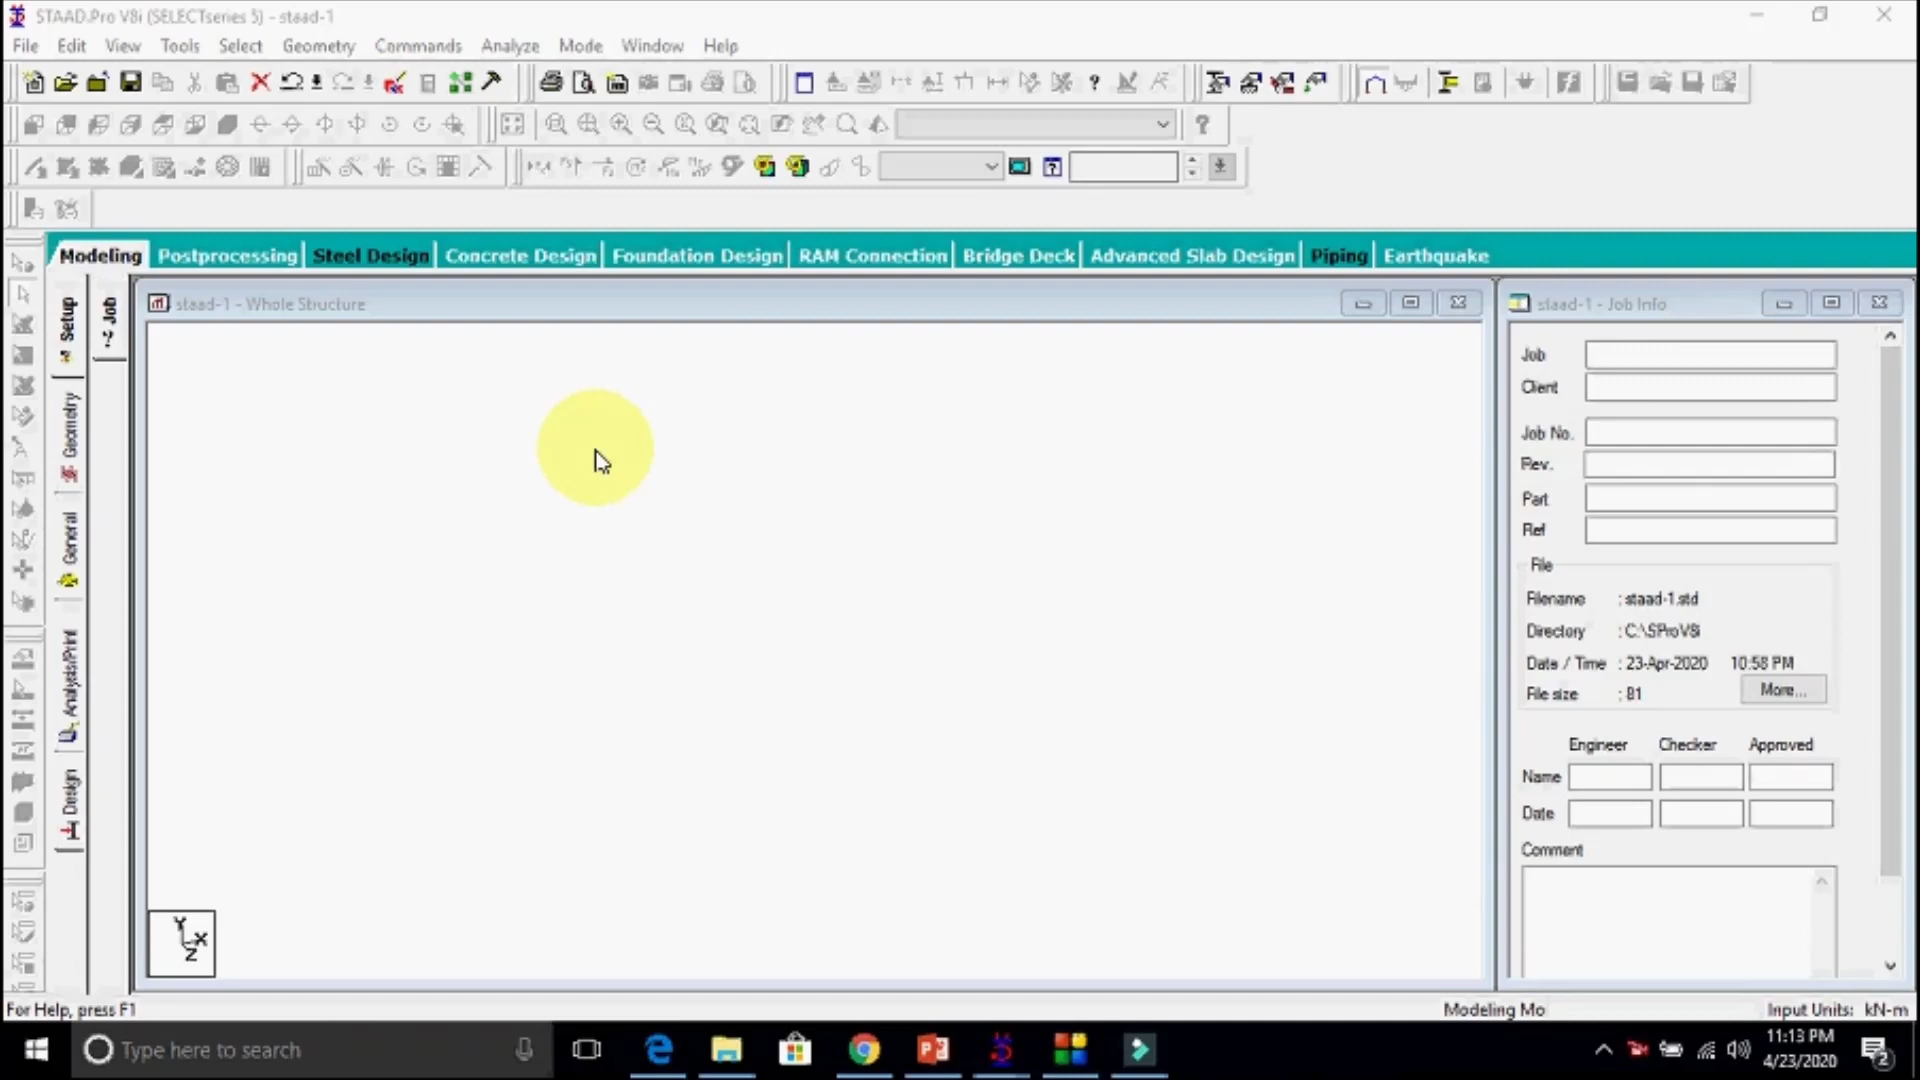 STAAD.Pro V8i (SELECTseries 5) - staad-1
File Edit View Tools Select Geometry Commands Analyze Mode Window Help
Modeling Postprocessing Steel Design Concrete Design Foundation Design RAM Connection Bridge Deck Advanced Slab Design Piping Earthquake
Setup
Geometry
General
Analysis/Print
Design
Job
staad-1 - Whole Structure
Y
X
Z
staad-1 - Job Info
Job
Client
Job No.
Rev.
Part
Ref
File
Filename : staad-1.std
Directory : C:\SProV8i
Date / Time : 23-Apr-2020 10:58 PM
File size : 81
More...
Engineer Checker Approved
Name
Date
Comment
For Help, press F1
Modeling Mo
Input Units: kN-m
Type here to search
11:13 PM
4/23/2020
2